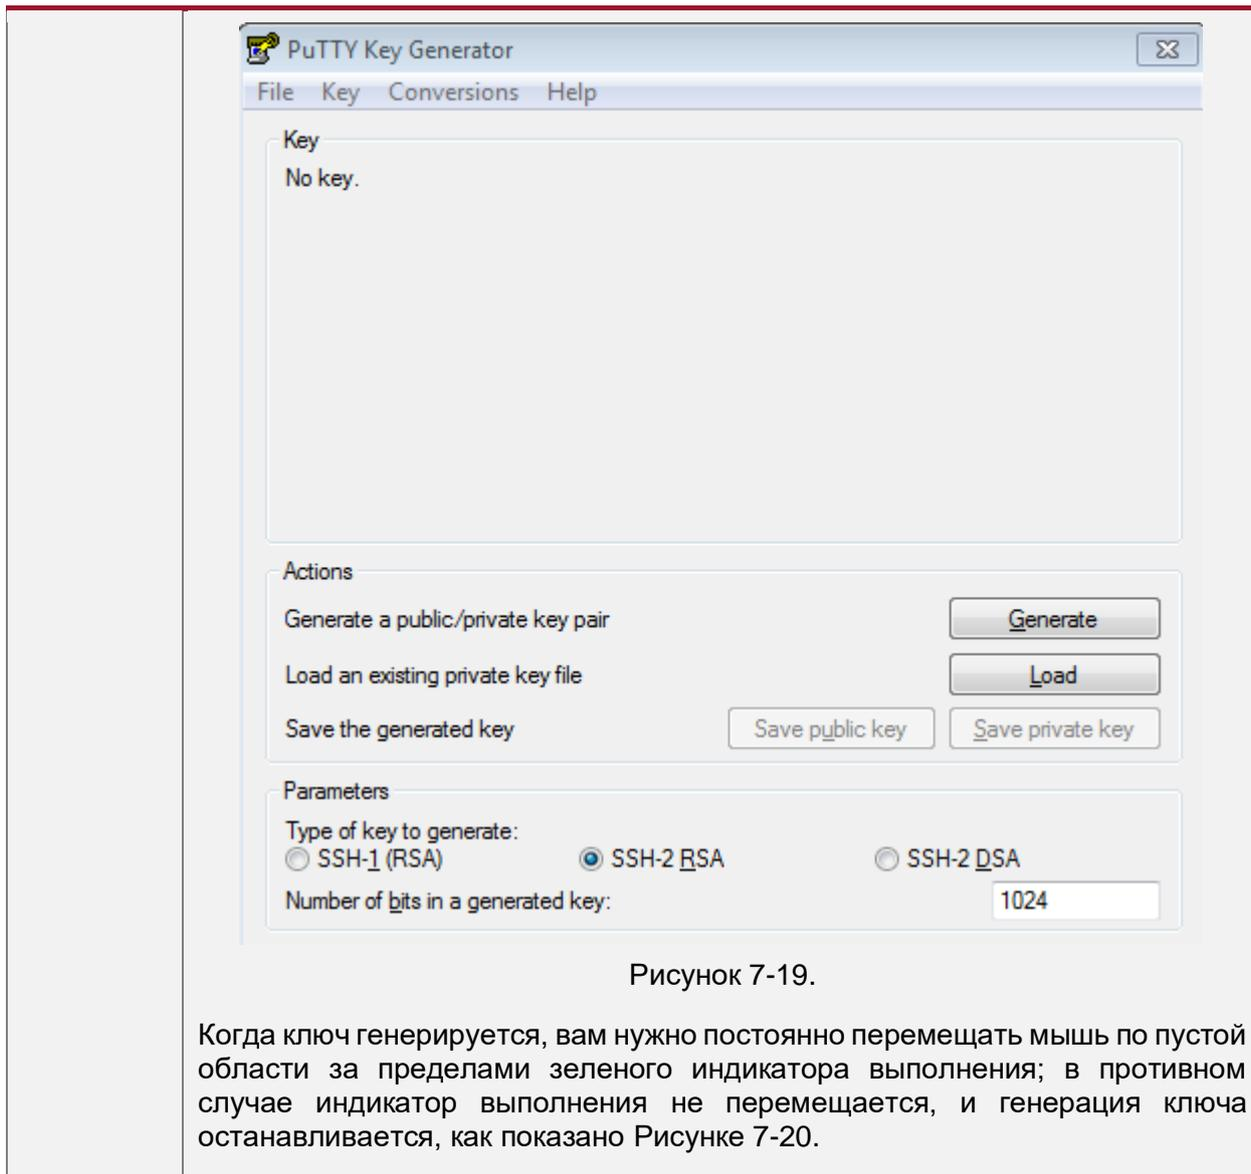 PuTTY Key Generator
File Key Conversions Help
Key
No key.
Actions
Generate a public/private key pair
Generate
Load an existing private key file
Load
Save the generated key
Save public key
Save private key
Parameters
Type of key to generate:
SSH-1 (RSA)
SSH-2 RSA
SSH-2 DSA
Number of bits in a generated key:
1024
Рисунок 7-19.
Когда ключ генерируется, вам нужно постоянно перемещать мышь по пустой
области за пределами зеленого индикатора выполнения; в противном
случае индикатор выполнения не перемещается, и генерация ключа
останавливается, как показано Рисунке 7-20.